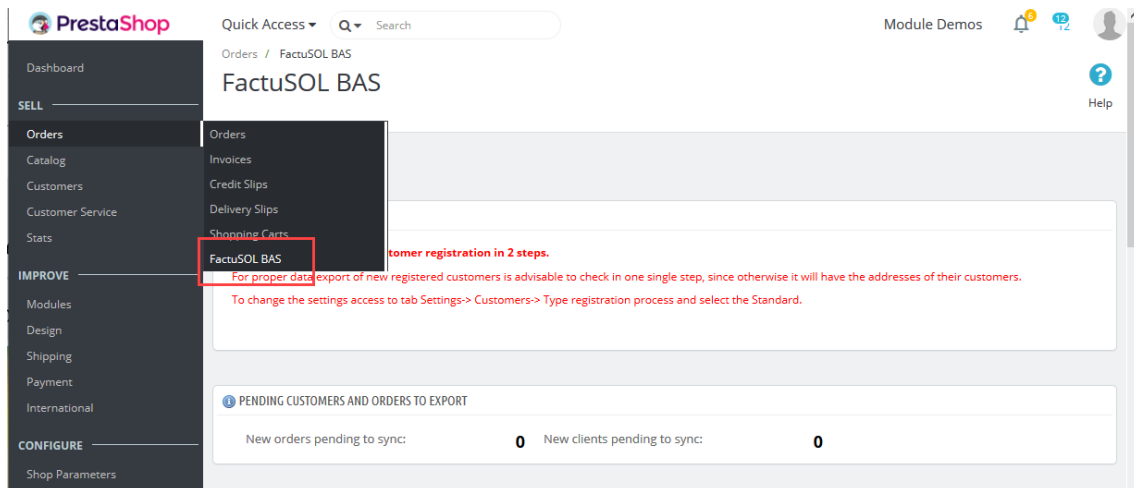 PrestaShop
Quick Access
Search
Module Demos
6
12
12
Orders / FactuSOL BAS
FactuSOL BAS
Help
Dashboard
SELL
Orders
Catalog
Customers
Customer Service
Stats
IMPROVE
Modules
Design
Shipping
Payment
International
CONFIGURE
Shop Parameters
Orders
Invoices
Credit Slips
Delivery Slips
Shopping Carts
FactuSOL BAS
tomer registration in 2 steps.
For proper data export of new registered customers is advisable to check in one single step, since otherwise it will have the addresses of their customers.
To change the settings access to tab Settings-> Customers-> Type registration process and select the Standard.
PENDING CUSTOMERS AND ORDERS TO EXPORT
New orders pending to sync: 0 New clients pending to sync: 0